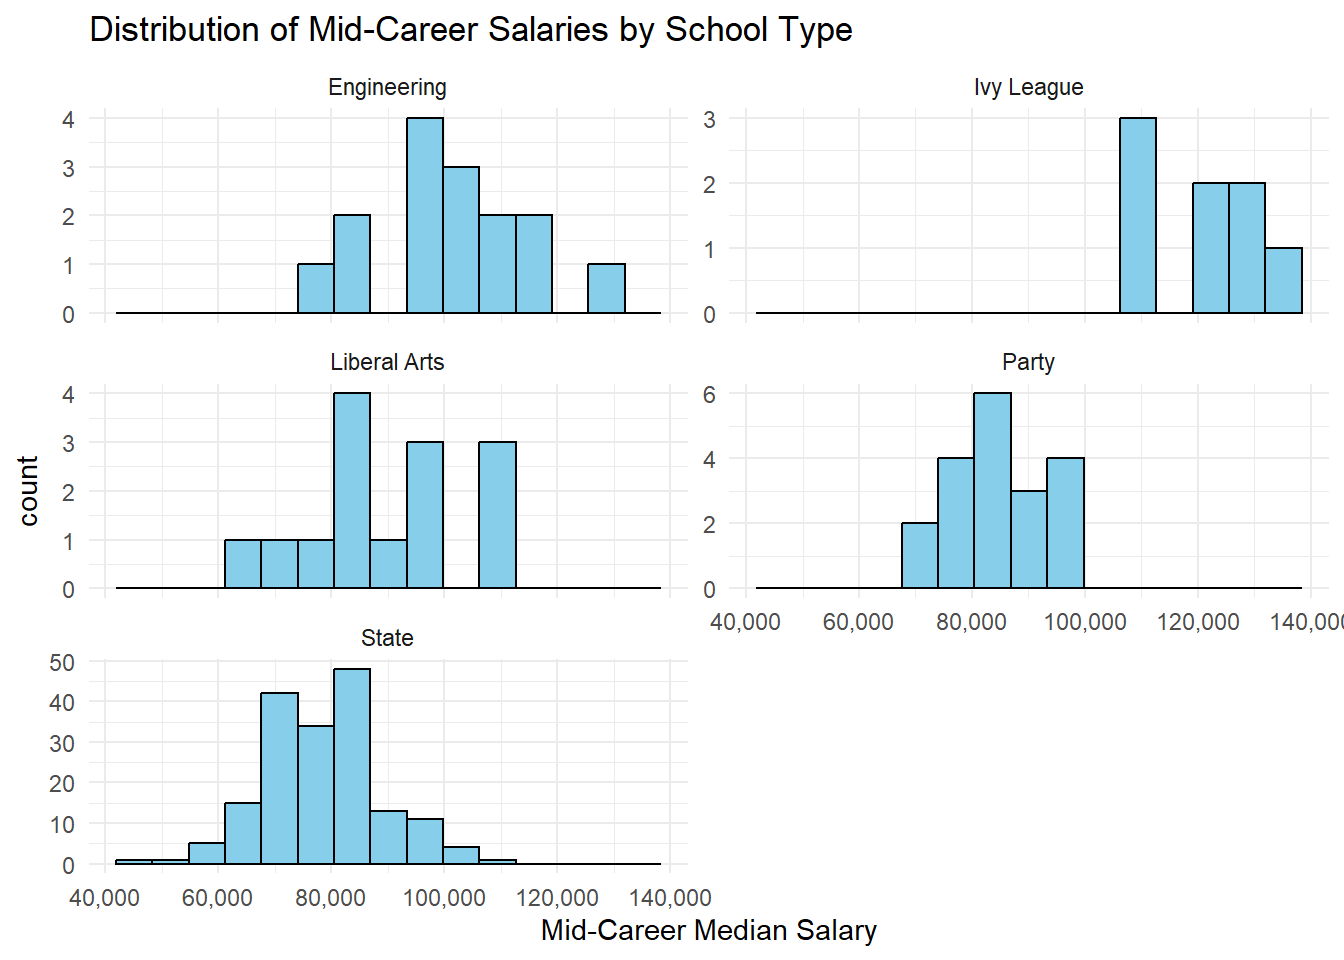 Distribution of Mid-Career Salaries by School Type
Engineering
4
3
2
1
0
Ivy League
3
2
1
0
Liberal Arts
4
3
2
1
0
Party
6
4
2
0
40,000 60,000 80,000 100,000 120,000 140,00
State
50
40
30
20
10
0
40,000 60,000 80,000 100,000 120,000 140,000
count
Mid-Career Median Salary